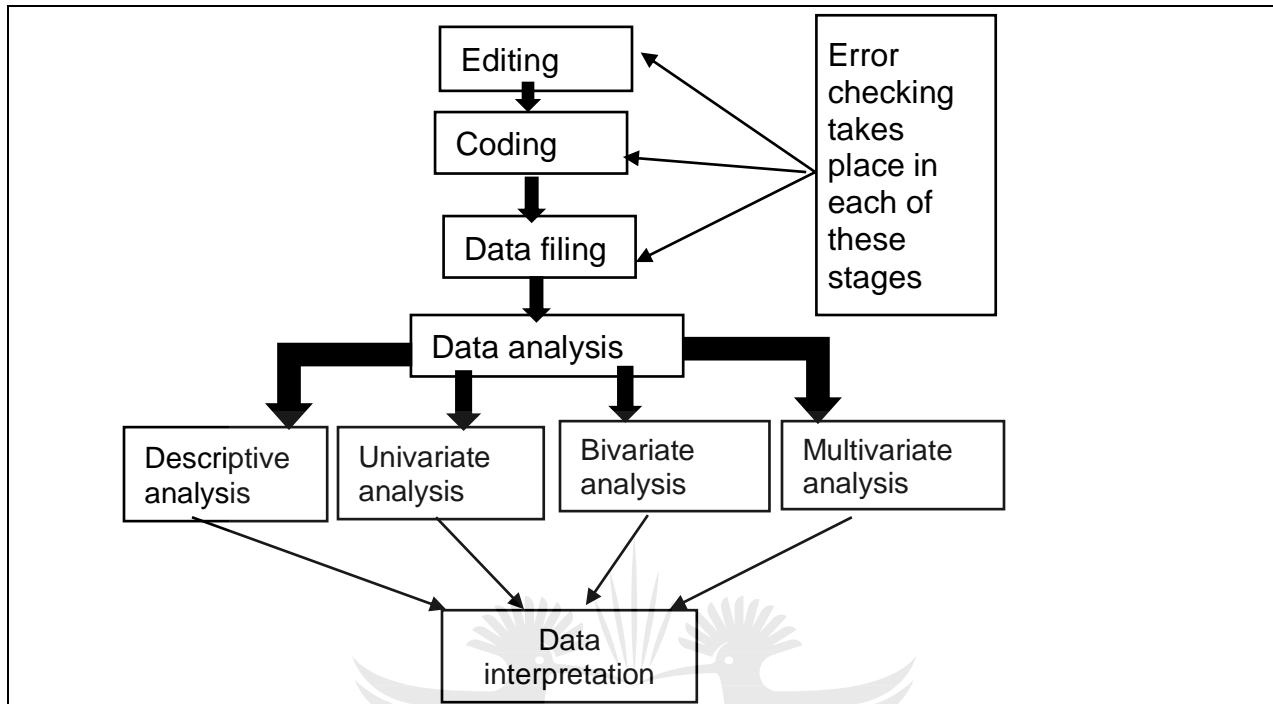 Editing
Coding
Data filing
Data analysis
Error
checking
takes
place in
each of
these
stages
Descriptive
analysis
Univariate
analysis
Bivariate
analysis
Multivariate
analysis
Data
interpretation